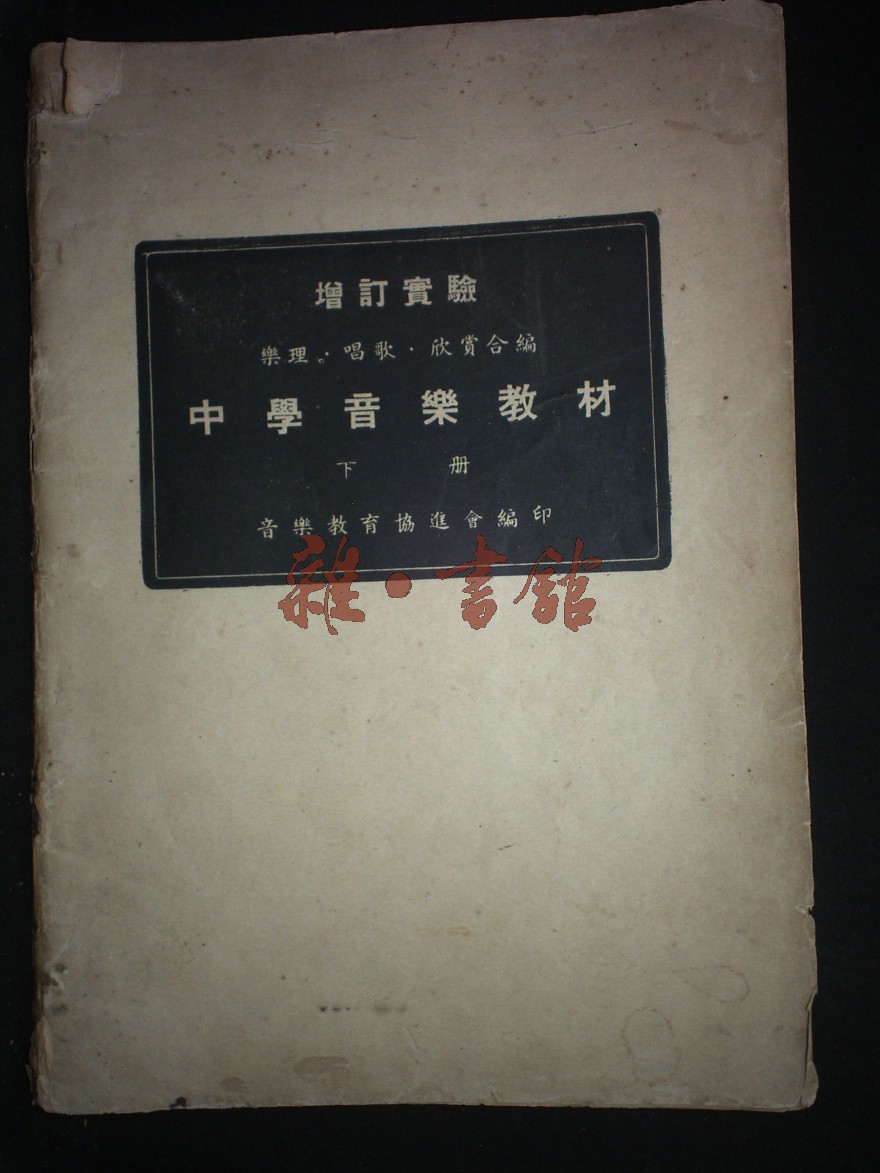 增訂實驗
樂理。·唱歌·欣賞合編
中學音樂教材
下册
音樂教育協進會編印
雜·書館